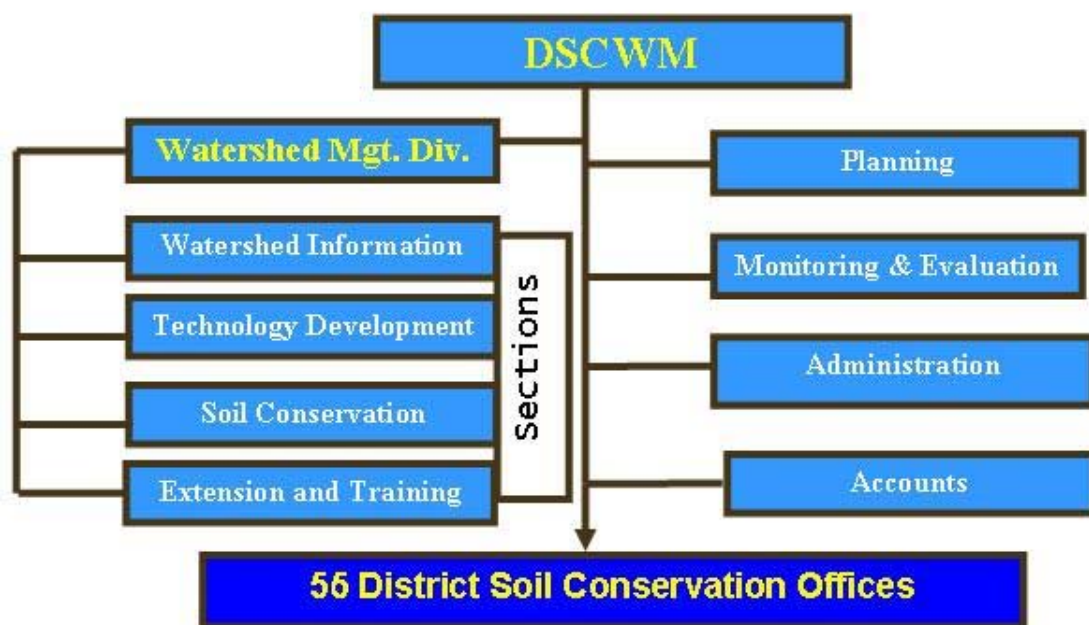 DSCWM
Watershed Mgt. Div.
Watershed Information
Technology Development
Soil Conservation
Extension and Training
Sections
Planning
Monitoring & Evaluation
Administration
Accounts
56 District Soil Conservation Offices